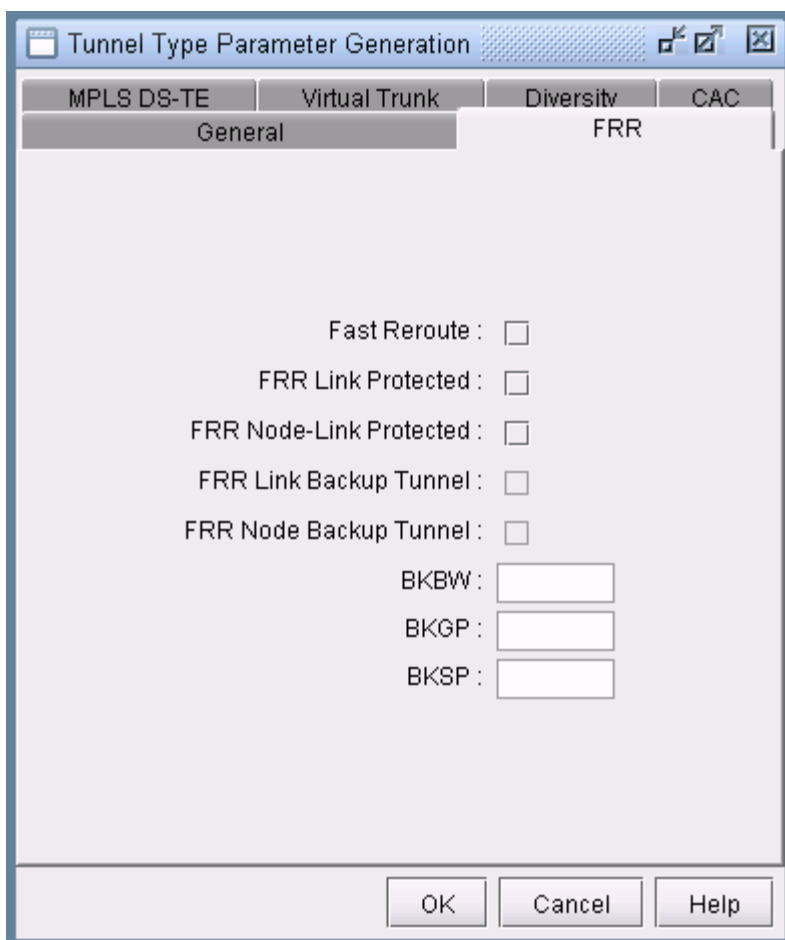 Tunnel Type Parameter Generation
MPLS DS-TE Virtual Trunk Diversity CAC
General FRR
Fast Reroute :
FRR Link Protected :
FRR Node-Link Protected :
FRR Link Backup Tunnel :
FRR Node Backup Tunnel :
BKBW :
BKGP :
BKSP :
OK Cancel Help